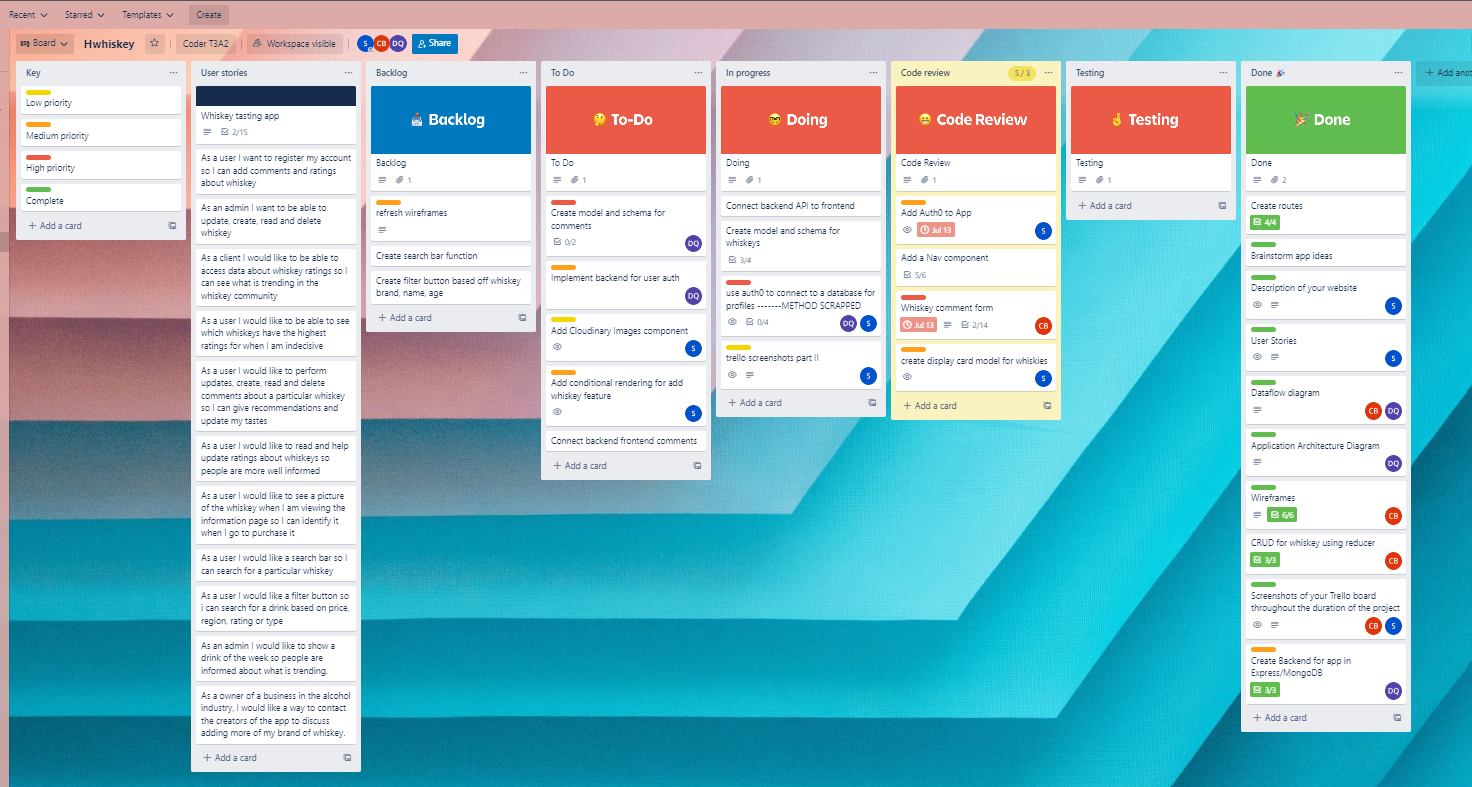 Recent
Starred
Templates
Create
Board
Hwhiskey
Coder T3A2
Workspace visible
S
CB
DQ
Share
Key
Low priority
Medium priority
High priority
Complete
+ Add a card
User stories
Whiskey tasting app
2/15
As a user I want to register my account
so I can add comments and ratings
about whiskey
As an admin I want to be able to
update, create, read and delete
whiskey
As a client I would like to be able to
access data about whiskey ratings so I
can see what is trending in the
whiskey community
As a user I would like to be able to see
which whiskeys have the highest
ratings for when I am indecisive
As a user I would like to perform
updates, create, read and delete
comments about a particular whiskey
so I can give recommendations and
update my tastes
As a user I would like to read and help
update ratings about whiskeys so
people are more well informed
As a user I would like to see a picture
of the whiskey when I am viewing the
information page so I can identify it
when I go to purchase it
As a user I would like a search bar so I
can search for a particular whiskey
As a user I would like a filter button so
i can search for a drink based on price,
region, rating or type
As an admin I would like to show a
drink of the week so people are
informed about what is trending.
As a owner of a business in the alcohol
industry, I would like a way to contact
the creators of the app to discuss
adding more of my brand of whiskey.
+ Add a card
Backlog
Backlog
Backlog
1
refresh wireframes
Create search bar function
Create filter button based off whiskey
brand, name, age
+ Add a card
To Do
To-Do
To Do
1
Create model and schema for
comments
0/2
DQ
Implement backend for user auth
DQ
Add Cloudinary Images component
S
Add conditional rendering for add
whiskey feature
S
Connect backend frontend comments
+ Add a card
In progress
Doing
Doing
1
Connect backend API to frontend
Create model and schema for
whiskeys
3/4
use auth0 to connect to a database for
profiles -------METHOD SCRAPPED
0/4
DQ
S
trello screenshots part II
S
+ Add a card
Code review
5 / 3
Code Review
Code Review
1
Add Auth0 to App
Jul 13
S
Add a Nav component
5/6
Whiskey comment form
Jul 13
2/14
CB
create display card model for whiskies
S
+ Add a card
Testing
Testing
Testing
1
+ Add a card
Done
Done
Done
2
Create routes
4/4
Brainstorm app ideas
Description of your website
S
User Stories
S
Dataflow diagram
CB
DQ
Application Architecture Diagram
DQ
Wireframes
6/6
CB
CRUD for whiskey using reducer
3/3
CB
Screenshots of your Trello board
throughout the duration of the project
CB
S
Create Backend for app in
Express/MongoDB
3/3
DQ
+ Add a card
+ Add anot